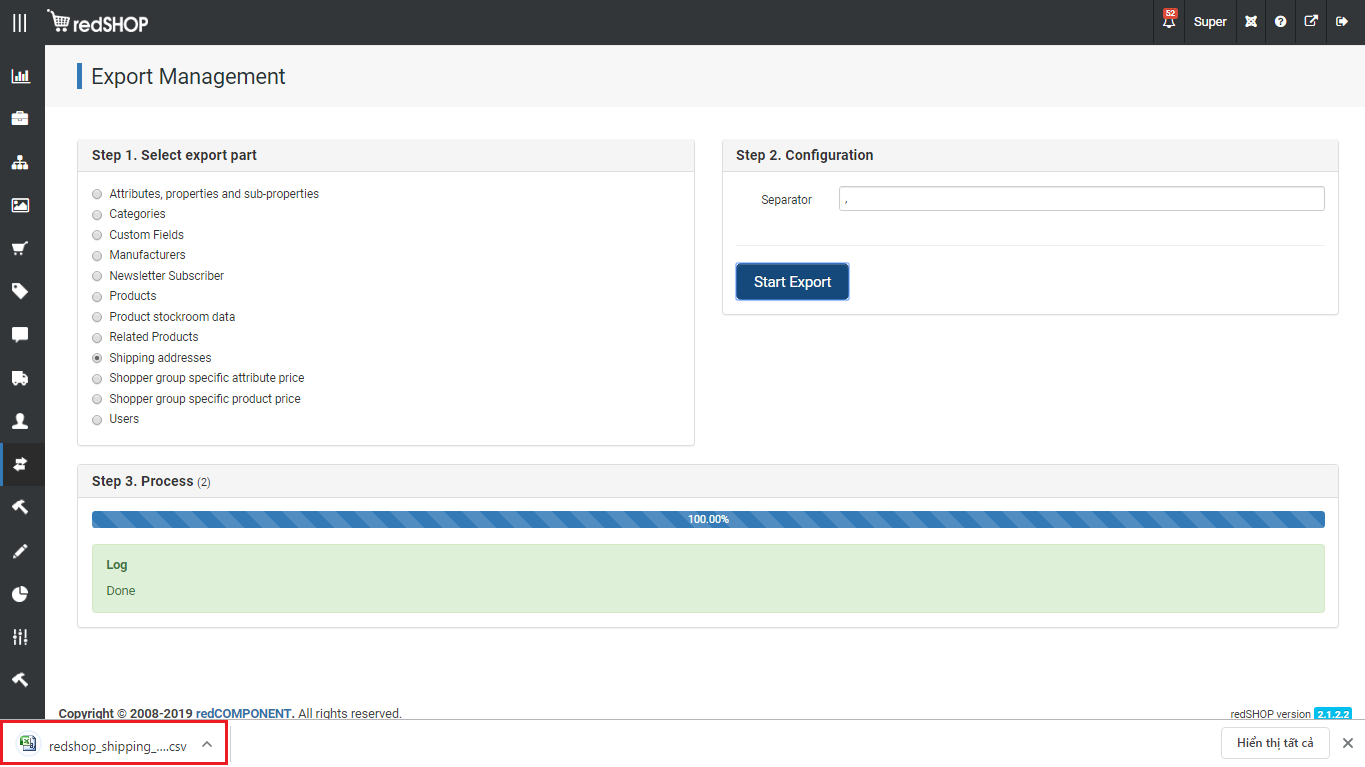 redSHOP
52
Super
Export Management
Step 1. Select export part
Attributes, properties and sub-properties
Categories
Custom Fields
Manufacturers
Newsletter Subscriber
Products
Product stockroom data
Related Products
Shipping addresses
Shopper group specific attribute price
Shopper group specific product price
Users
Step 2. Configuration
Separator ,
Start Export
Step 3. Process (2)
100.00%
Log
Done
Copyright © 2008-2019 redCOMPONENT. All rights reserved.
redSHOP version 2.1.2.2
redshop_shipping_....csv
Hiển thị tất cả